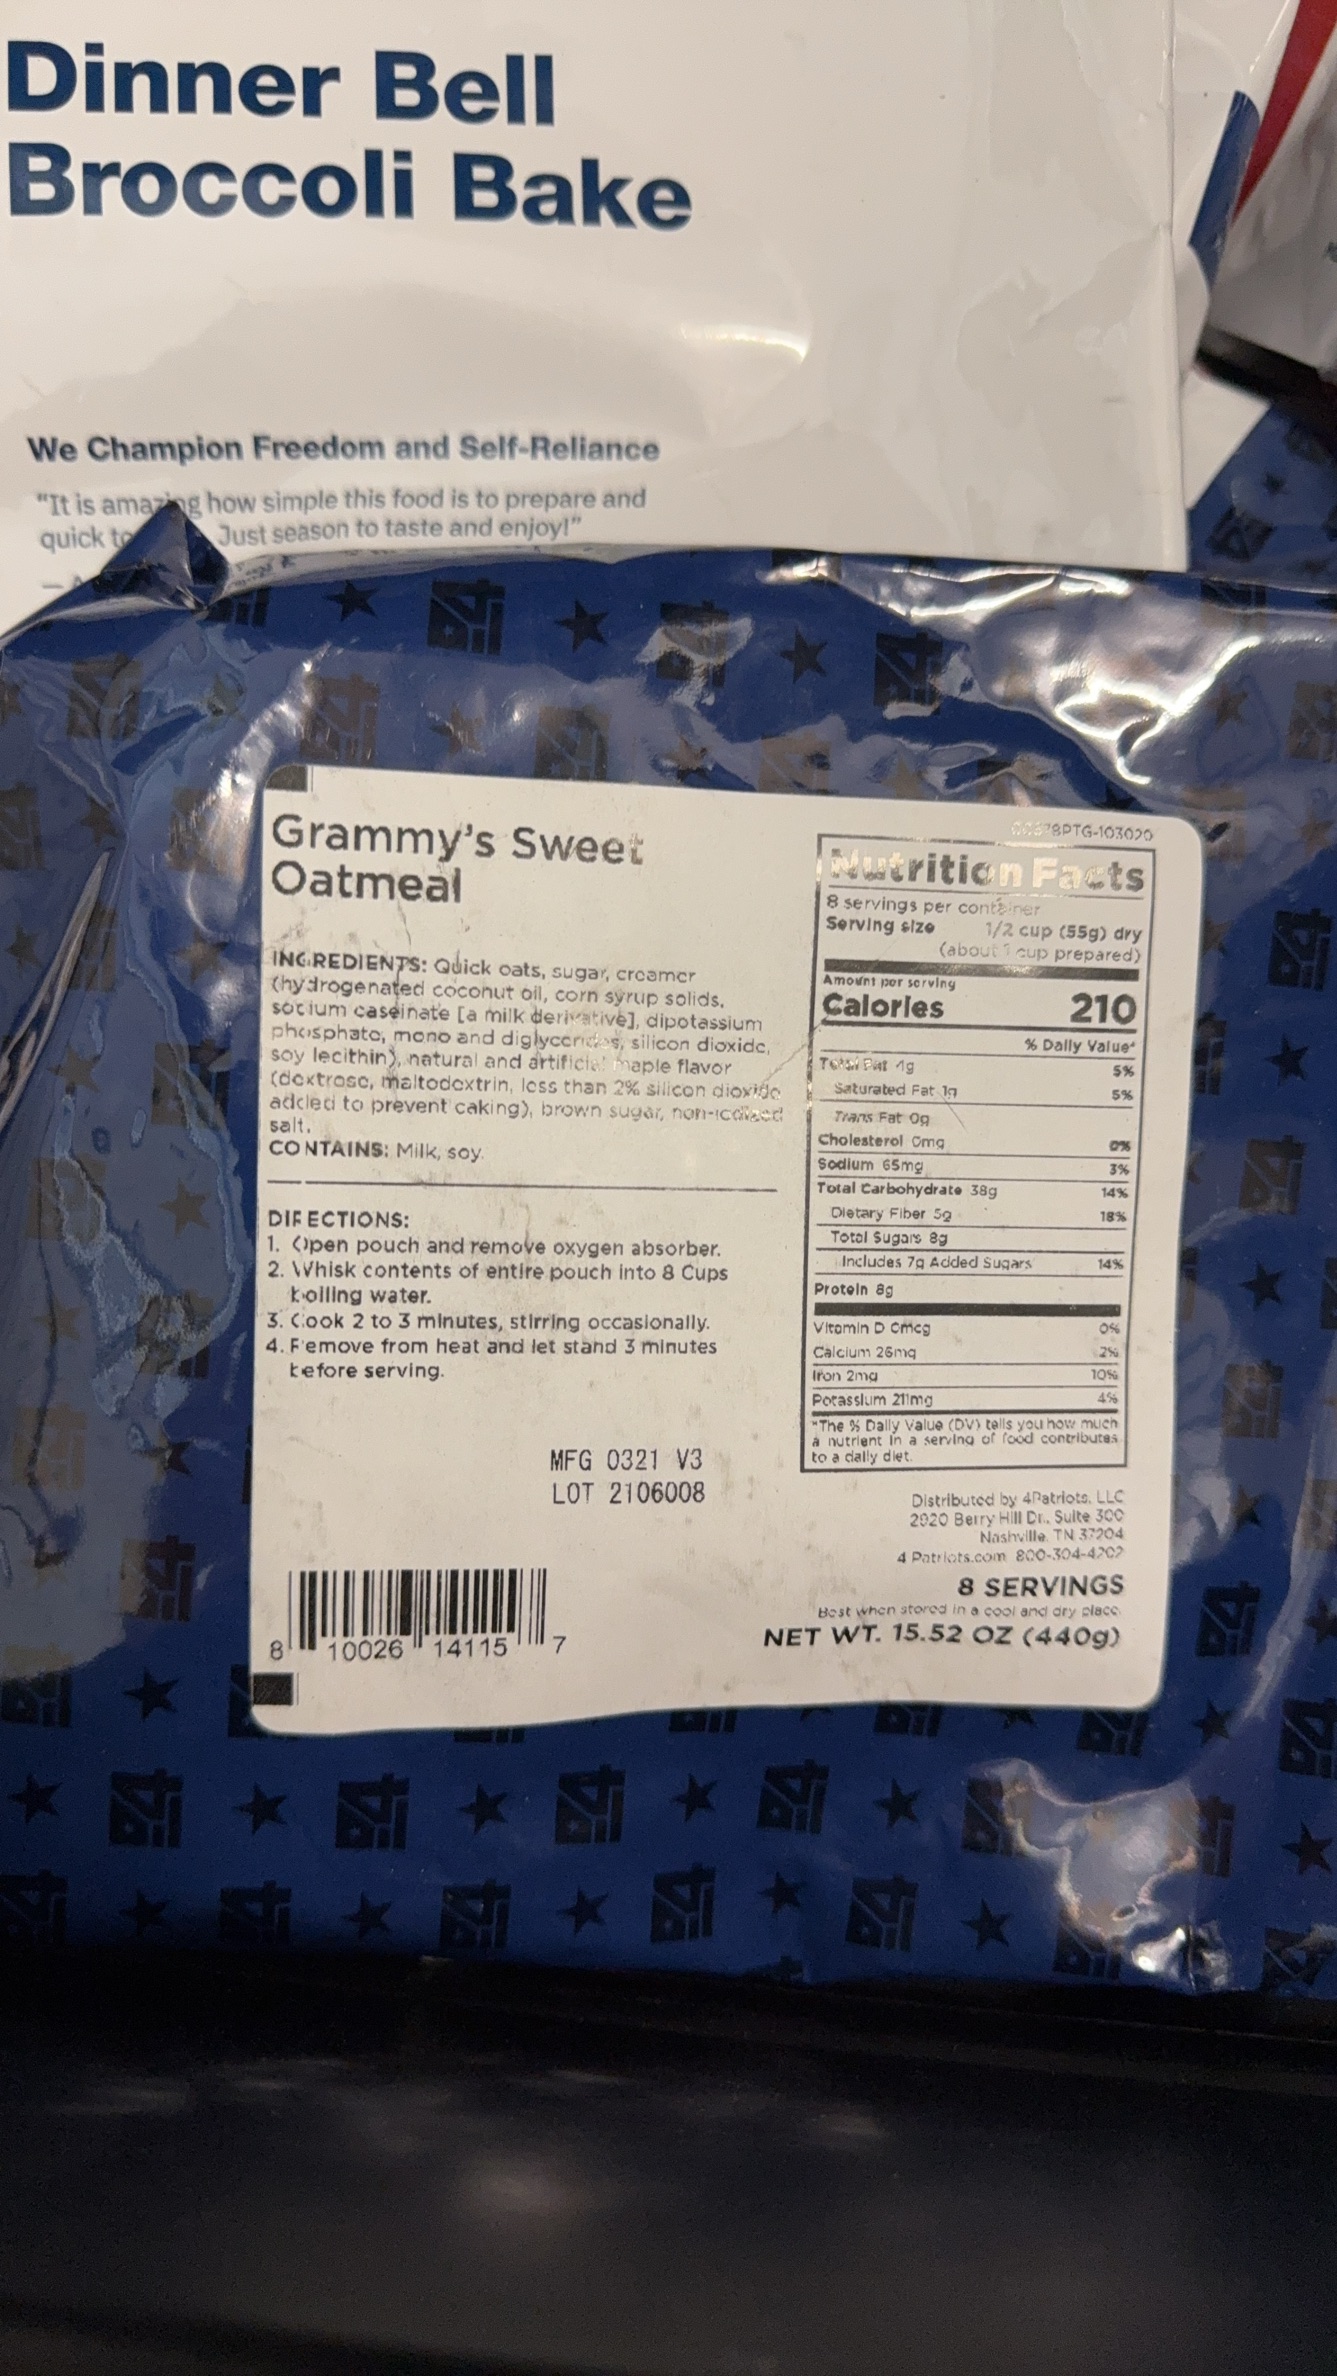 Dinner Bell
Broccoli Bake
We Champion Freedom and Self-Reliance
"It is amazing how simple this food is to prepare and
quick to Just season to taste and enjoy!"
Grammy's Sweet
Oatmeal
INGREDIENTS: Quick oats, sugar, creamer
(hydrogenated coconut oil, corn syrup solids,
sodium caseinate [a milk derivative], dipotassium
phosphate, mono and diglycerides, silicon dioxide,
soy lecithin), natural and artificial maple flavor
(dextrose, maltodextrin, less than 2% silicon dioxide
added to prevent caking), brown sugar, non-iodized
salt.
CONTAINS: Milk, soy.
DIRECTIONS:
1. Open pouch and remove oxygen absorber.
2. Whisk contents of entire pouch into 8 Cups
boiling water.
3. Cook 2 to 3 minutes, stirring occasionally.
4. Remove from heat and let stand 3 minutes
before serving.
MFG 0321 V3
LOT 2106008
8 10026 14115 7
8PTG-103020
Nutrition Facts
8 servings per container
Serving size 1/2 cup (55g) dry
(about 1 cup prepared)
Amount per serving
Calories 210
% Daily Value*
Total Fat 4g 5%
Saturated Fat 1g 5%
Trans Fat 0g
Cholesterol 0mg 0%
Sodium 65mg 3%
Total Carbohydrate 38g 14%
Dietary Fiber 5g 18%
Total Sugars 8g
Includes 7g Added Sugars 14%
Protein 8g
Vitamin D 0mcg 0%
Calcium 26mg 2%
Iron 2mg 10%
Potassium 211mg 4%
*The % Daily Value (DV) tells you how much
a nutrient in a serving of food contributes
to a daily diet.
Distributed by 4Patriots, LLC
2920 Berry Hill Dr., Suite 300
Nashville, TN 37204
4Patriots.com 800-304-4202
8 SERVINGS
Best when stored in a cool and dry place.
NET WT. 15.52 OZ (440g)